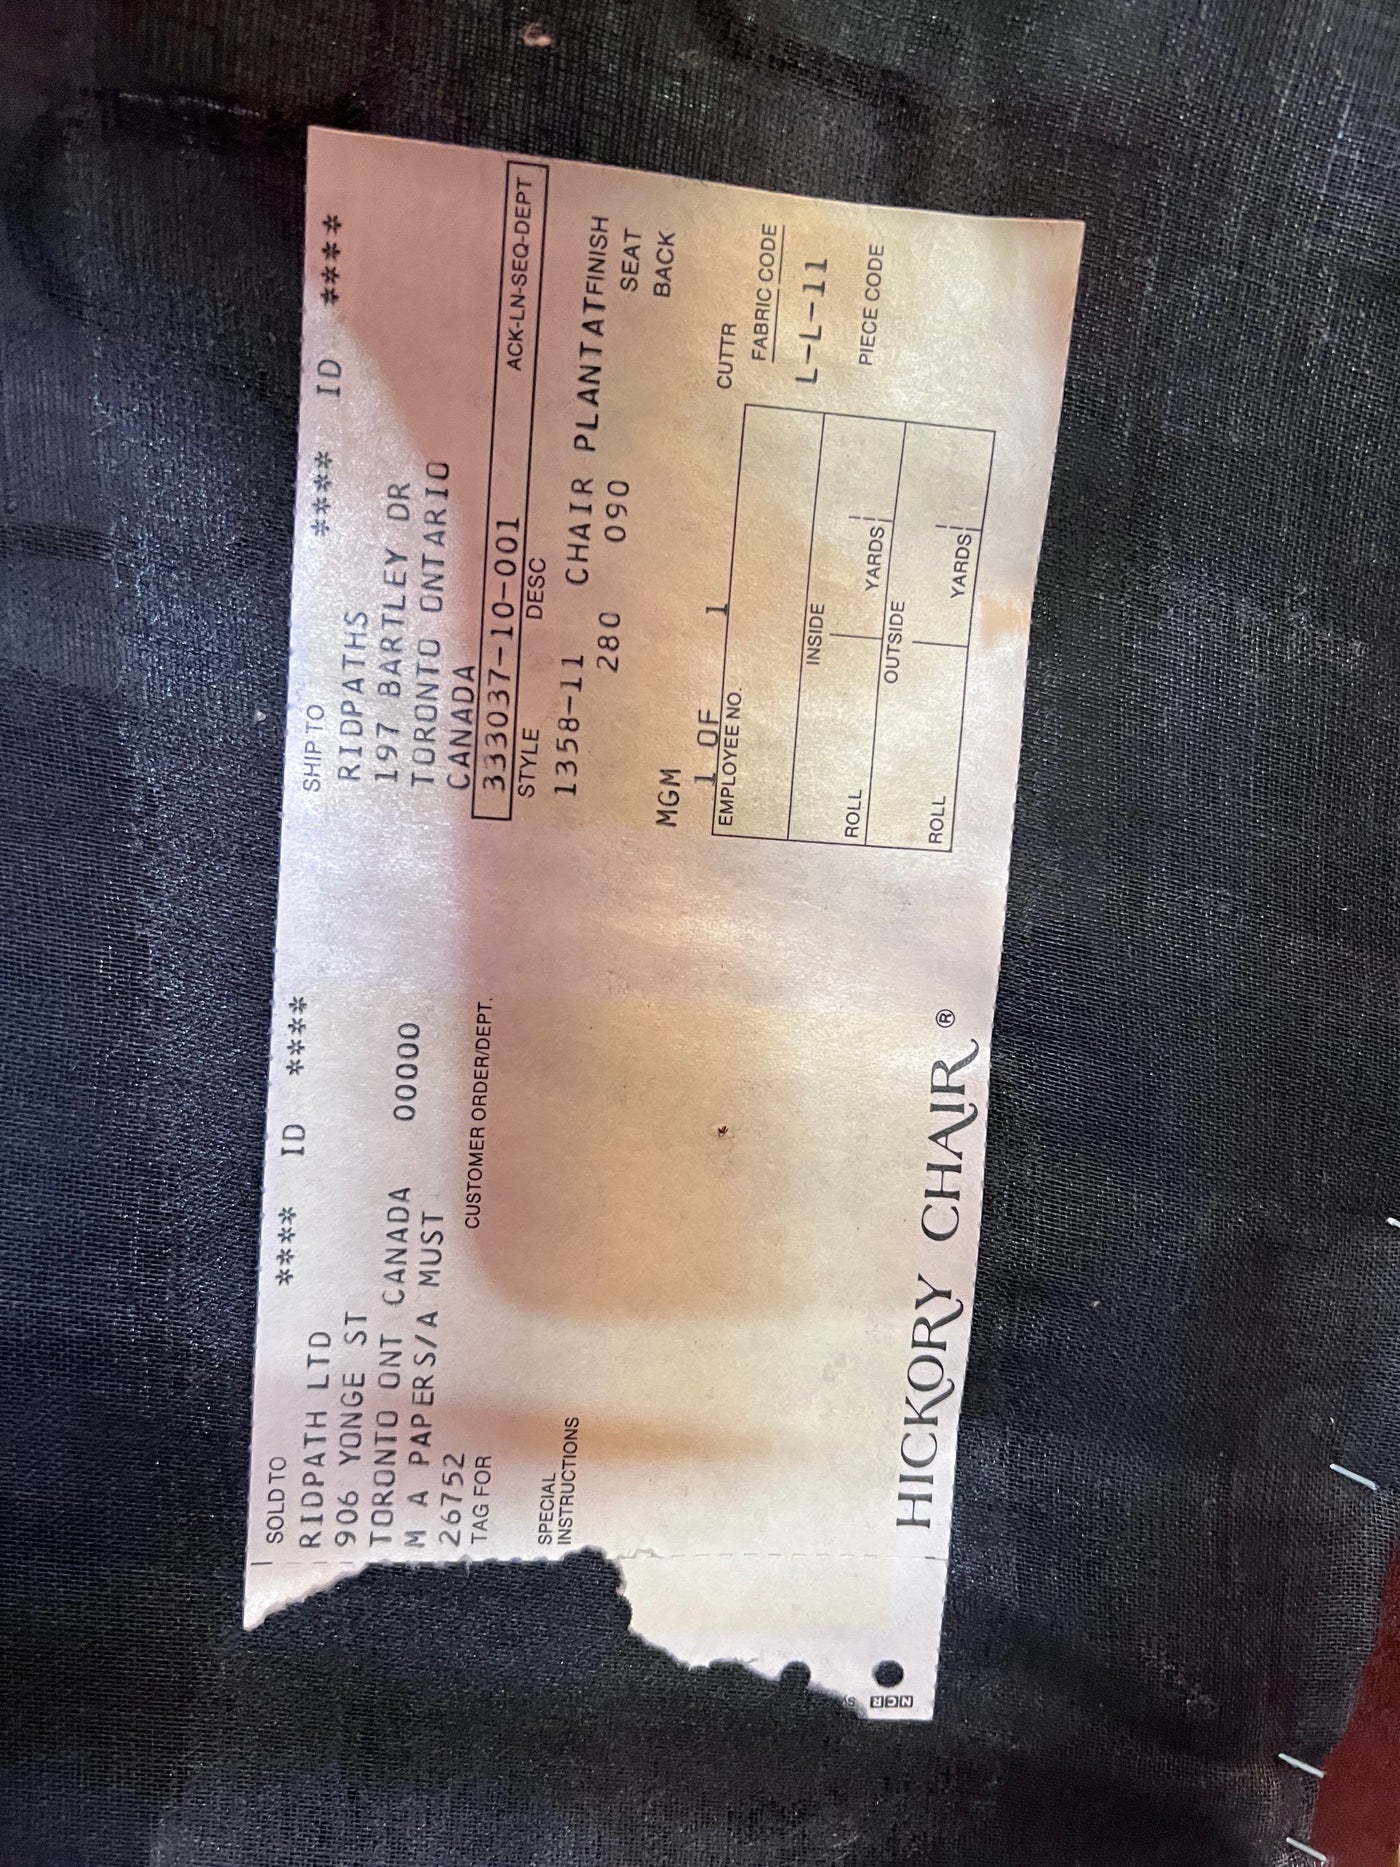 SOLD TO
**** ID ****
RIDPATH LTD
906 YONGE ST
TORONTO ONT CANADA 00000
M A PAPERS/A MUST
26752
TAG FOR
CUSTOMER ORDER/DEPT.
SPECIAL
INSTRUCTIONS
HICKORY CHAIR ®
NCR
SHIP TO
**** ID ****
RIDPATHS
197 BARTLEY DR
TORONTO ONTARIO
CANADA
333037-10-001 ACK-LN-SEQ-DEPT
STYLE DESC
1358-11 CHAIR PLANTATFINISH
280 090 SEAT
BACK
MGM
1 OF 1
EMPLOYEE NO.
CUTTR
FABRIC CODE
L-L-11
INSIDE
ROLL YARDS
PIECE CODE
OUTSIDE
ROLL YARDS